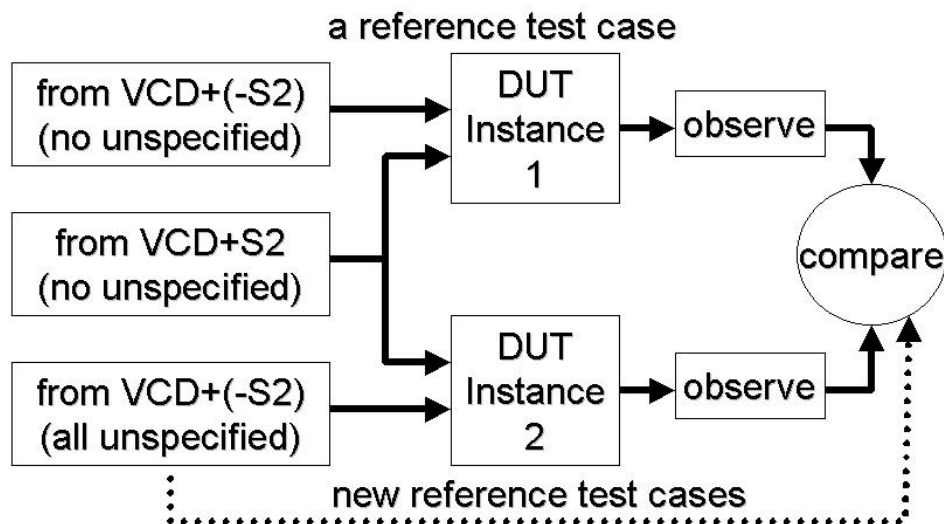 a reference test case
from VCD+(-S2)
(no unspecified)
DUT
Instance
1
observe
from VCD+S2
(no unspecified)
compare
from VCD+(-S2)
(all unspecified)
DUT
Instance
2
observe
new reference test cases